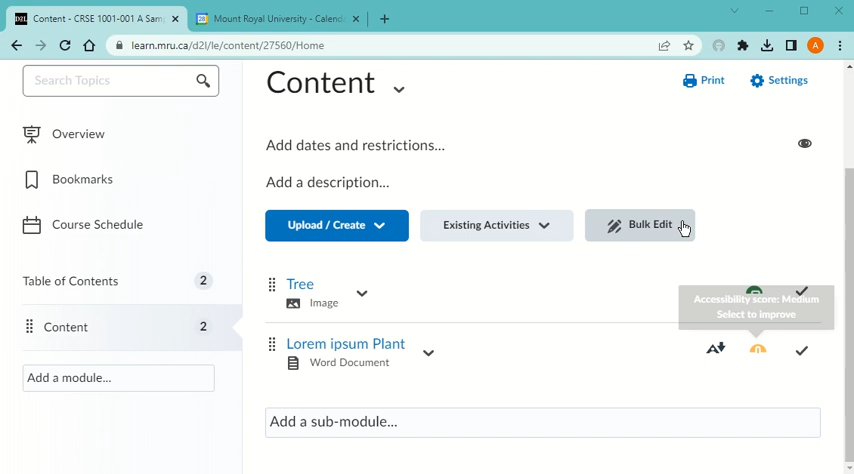 D2L Content - CRSE 1001-001 A Sam
Mount Royal University - Calenda
learn.mru.ca/d2l/le/content/27560/Home
A
Search Topics
Overview
Bookmarks
Course Schedule
Table of Contents 2
Content 2
Add a module...
Content
Print
Settings
Add dates and restrictions...
Add a description...
Upload / Create
Existing Activities
Bulk Edit
Tree
Image
Accessibility score: Medium
Select to improve
Lorem ipsum Plant
Word Document
Add a sub-module...